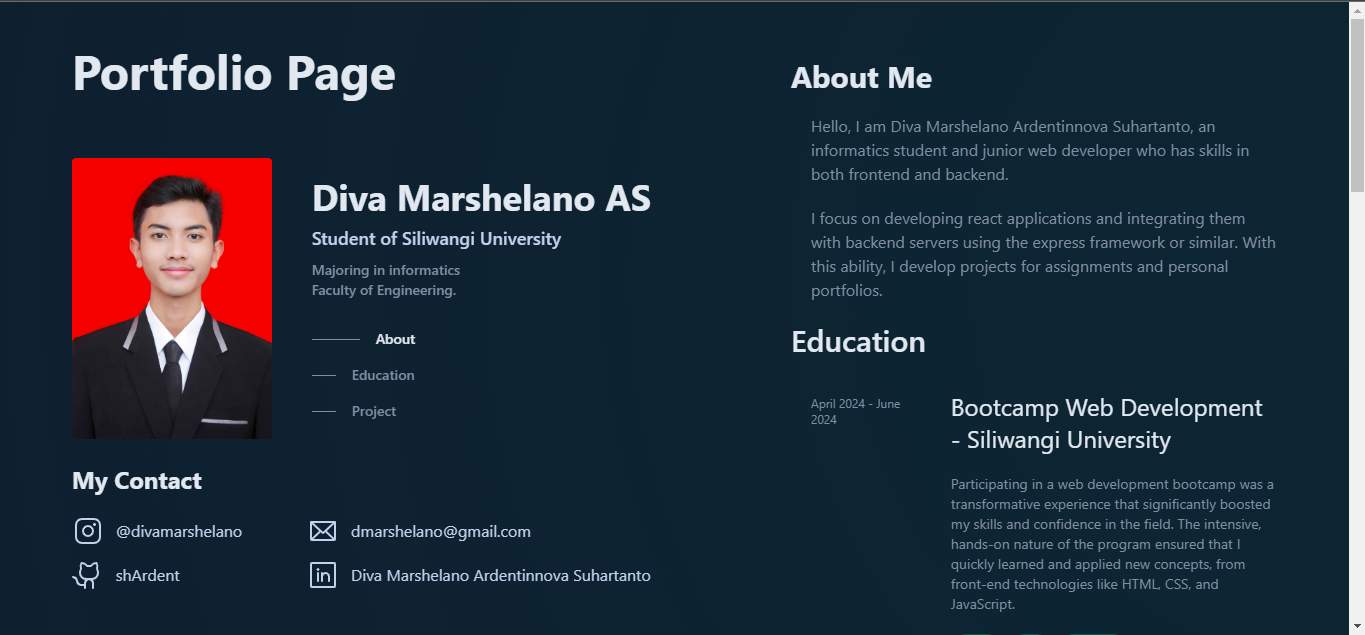 Portfolio Page
Diva Marshelano AS
Student of Siliwangi University
Majoring in informatics
Faculty of Engineering.
About
Education
Project
My Contact
@divamarshelano
dmarshelano@gmail.com
shArdent
Diva Marshelano Ardentinnova Suhartanto
About Me
Hello, I am Diva Marshelano Ardentinnova Suhartanto, an
informatics student and junior web developer who has skills in
both frontend and backend.
I focus on developing react applications and integrating them
with backend servers using the express framework or similar. With
this ability, I develop projects for assignments and personal
portfolios.
Education
April 2024 - June
2024
Bootcamp Web Development
- Siliwangi University
Participating in a web development bootcamp was a
transformative experience that significantly boosted
my skills and confidence in the field. The intensive,
hands-on nature of the program ensured that I
quickly learned and applied new concepts, from
front-end technologies like HTML, CSS, and
JavaScript.